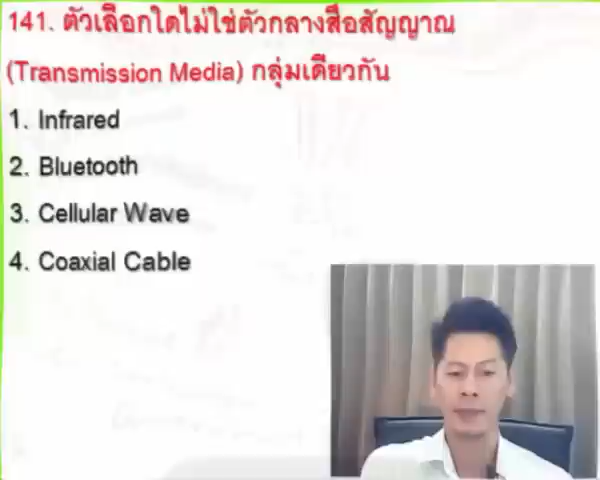 141. ตัวเลือกใดไม่ใช่ตัวกลางสื่อสัญญาณ
(Transmission Media) กลุ่มเดียวกัน
1. Infrared
2. Bluetooth
3. Cellular Wave
4. Coaxial Cable